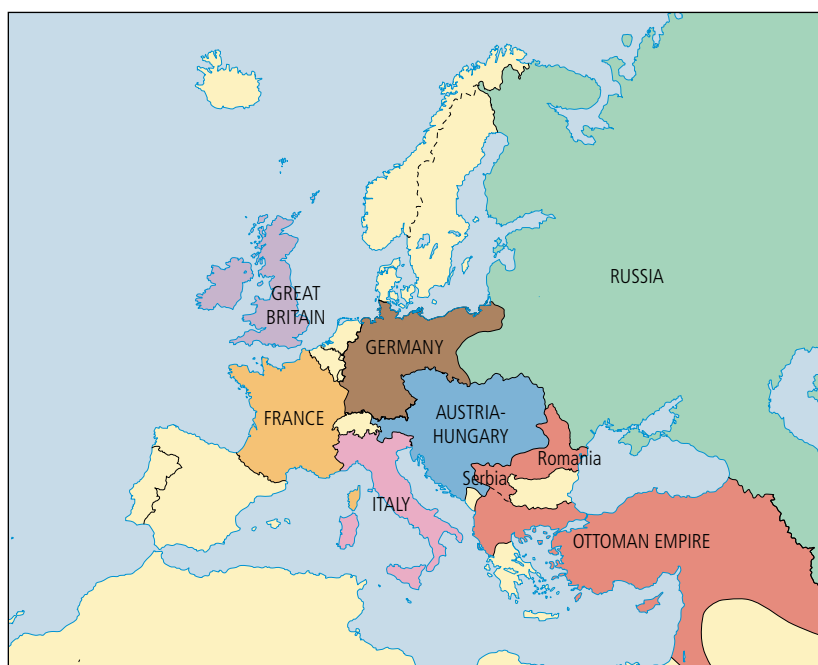 RUSSIA
GREAT
BRITAIN
GERMANY
FRANCE
AUSTRIA-
HUNGARY
Romania
Serbia
ITALY
OTTOMAN EMPIRE